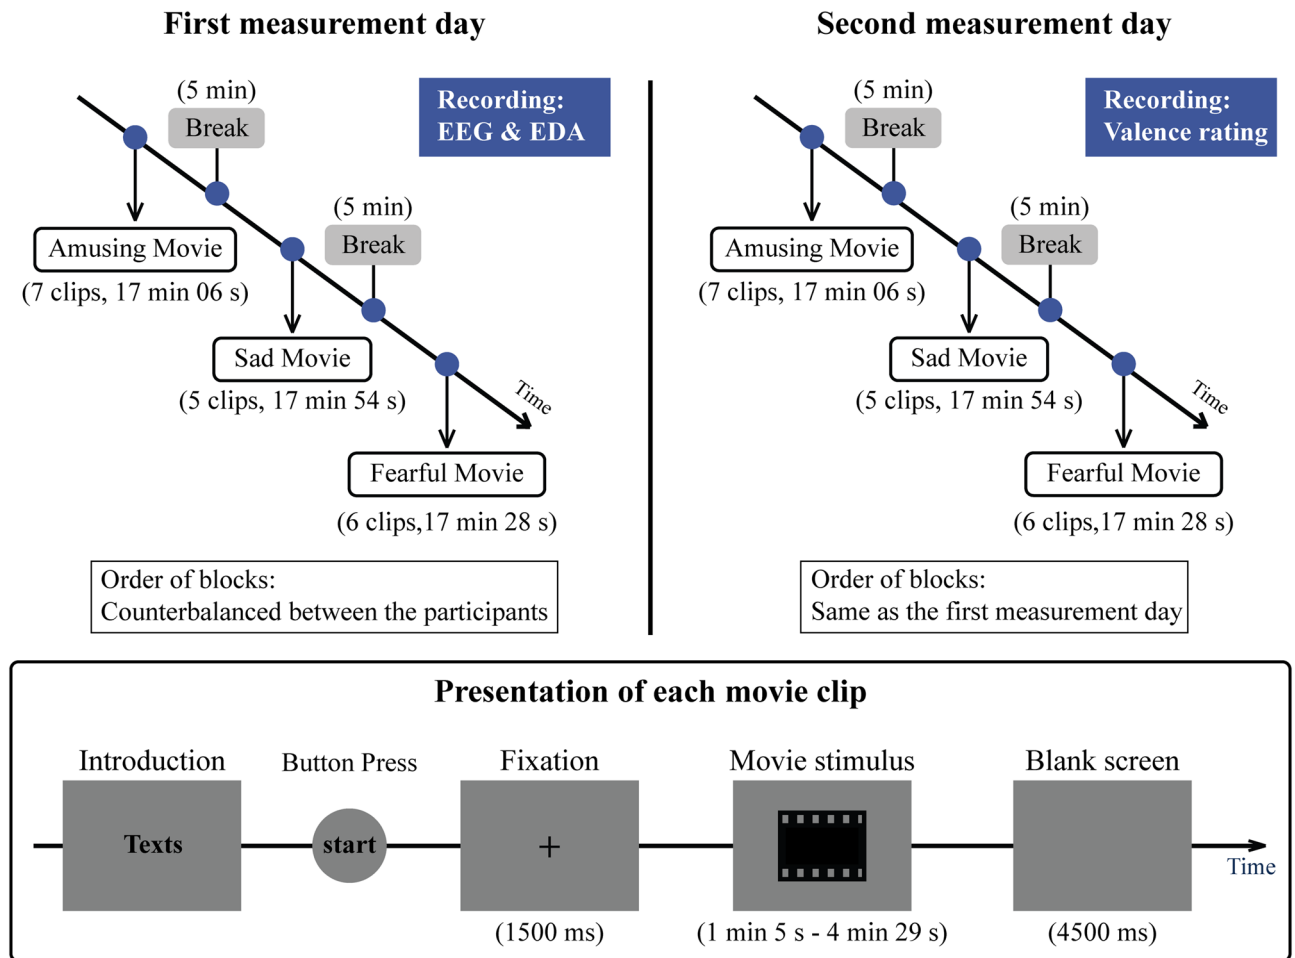 First measurement day
(5 min)
Break
Recording:
EEG & EDA
Amusing Movie
(7 clips, 17 min 06 s)
(5 min)
Break
Sad Movie
(5 clips, 17 min 54 s)
Time
Fearful Movie
(6 clips,17 min 28 s)
Order of blocks:
Counterbalanced between the participants
Second measurement day
(5 min)
Break
Recording:
Valence rating
Amusing Movie
(7 clips, 17 min 06 s)
(5 min)
Break
Sad Movie
(5 clips, 17 min 54 s)
Time
Fearful Movie
(6 clips,17 min 28 s)
Order of blocks:
Same as the first measurement day
Presentation of each movie clip
Introduction
Texts
Button Press
start
Fixation
+
(1500 ms)
Movie stimulus
(1 min 5 s - 4 min 29 s)
Blank screen
(4500 ms)
Time